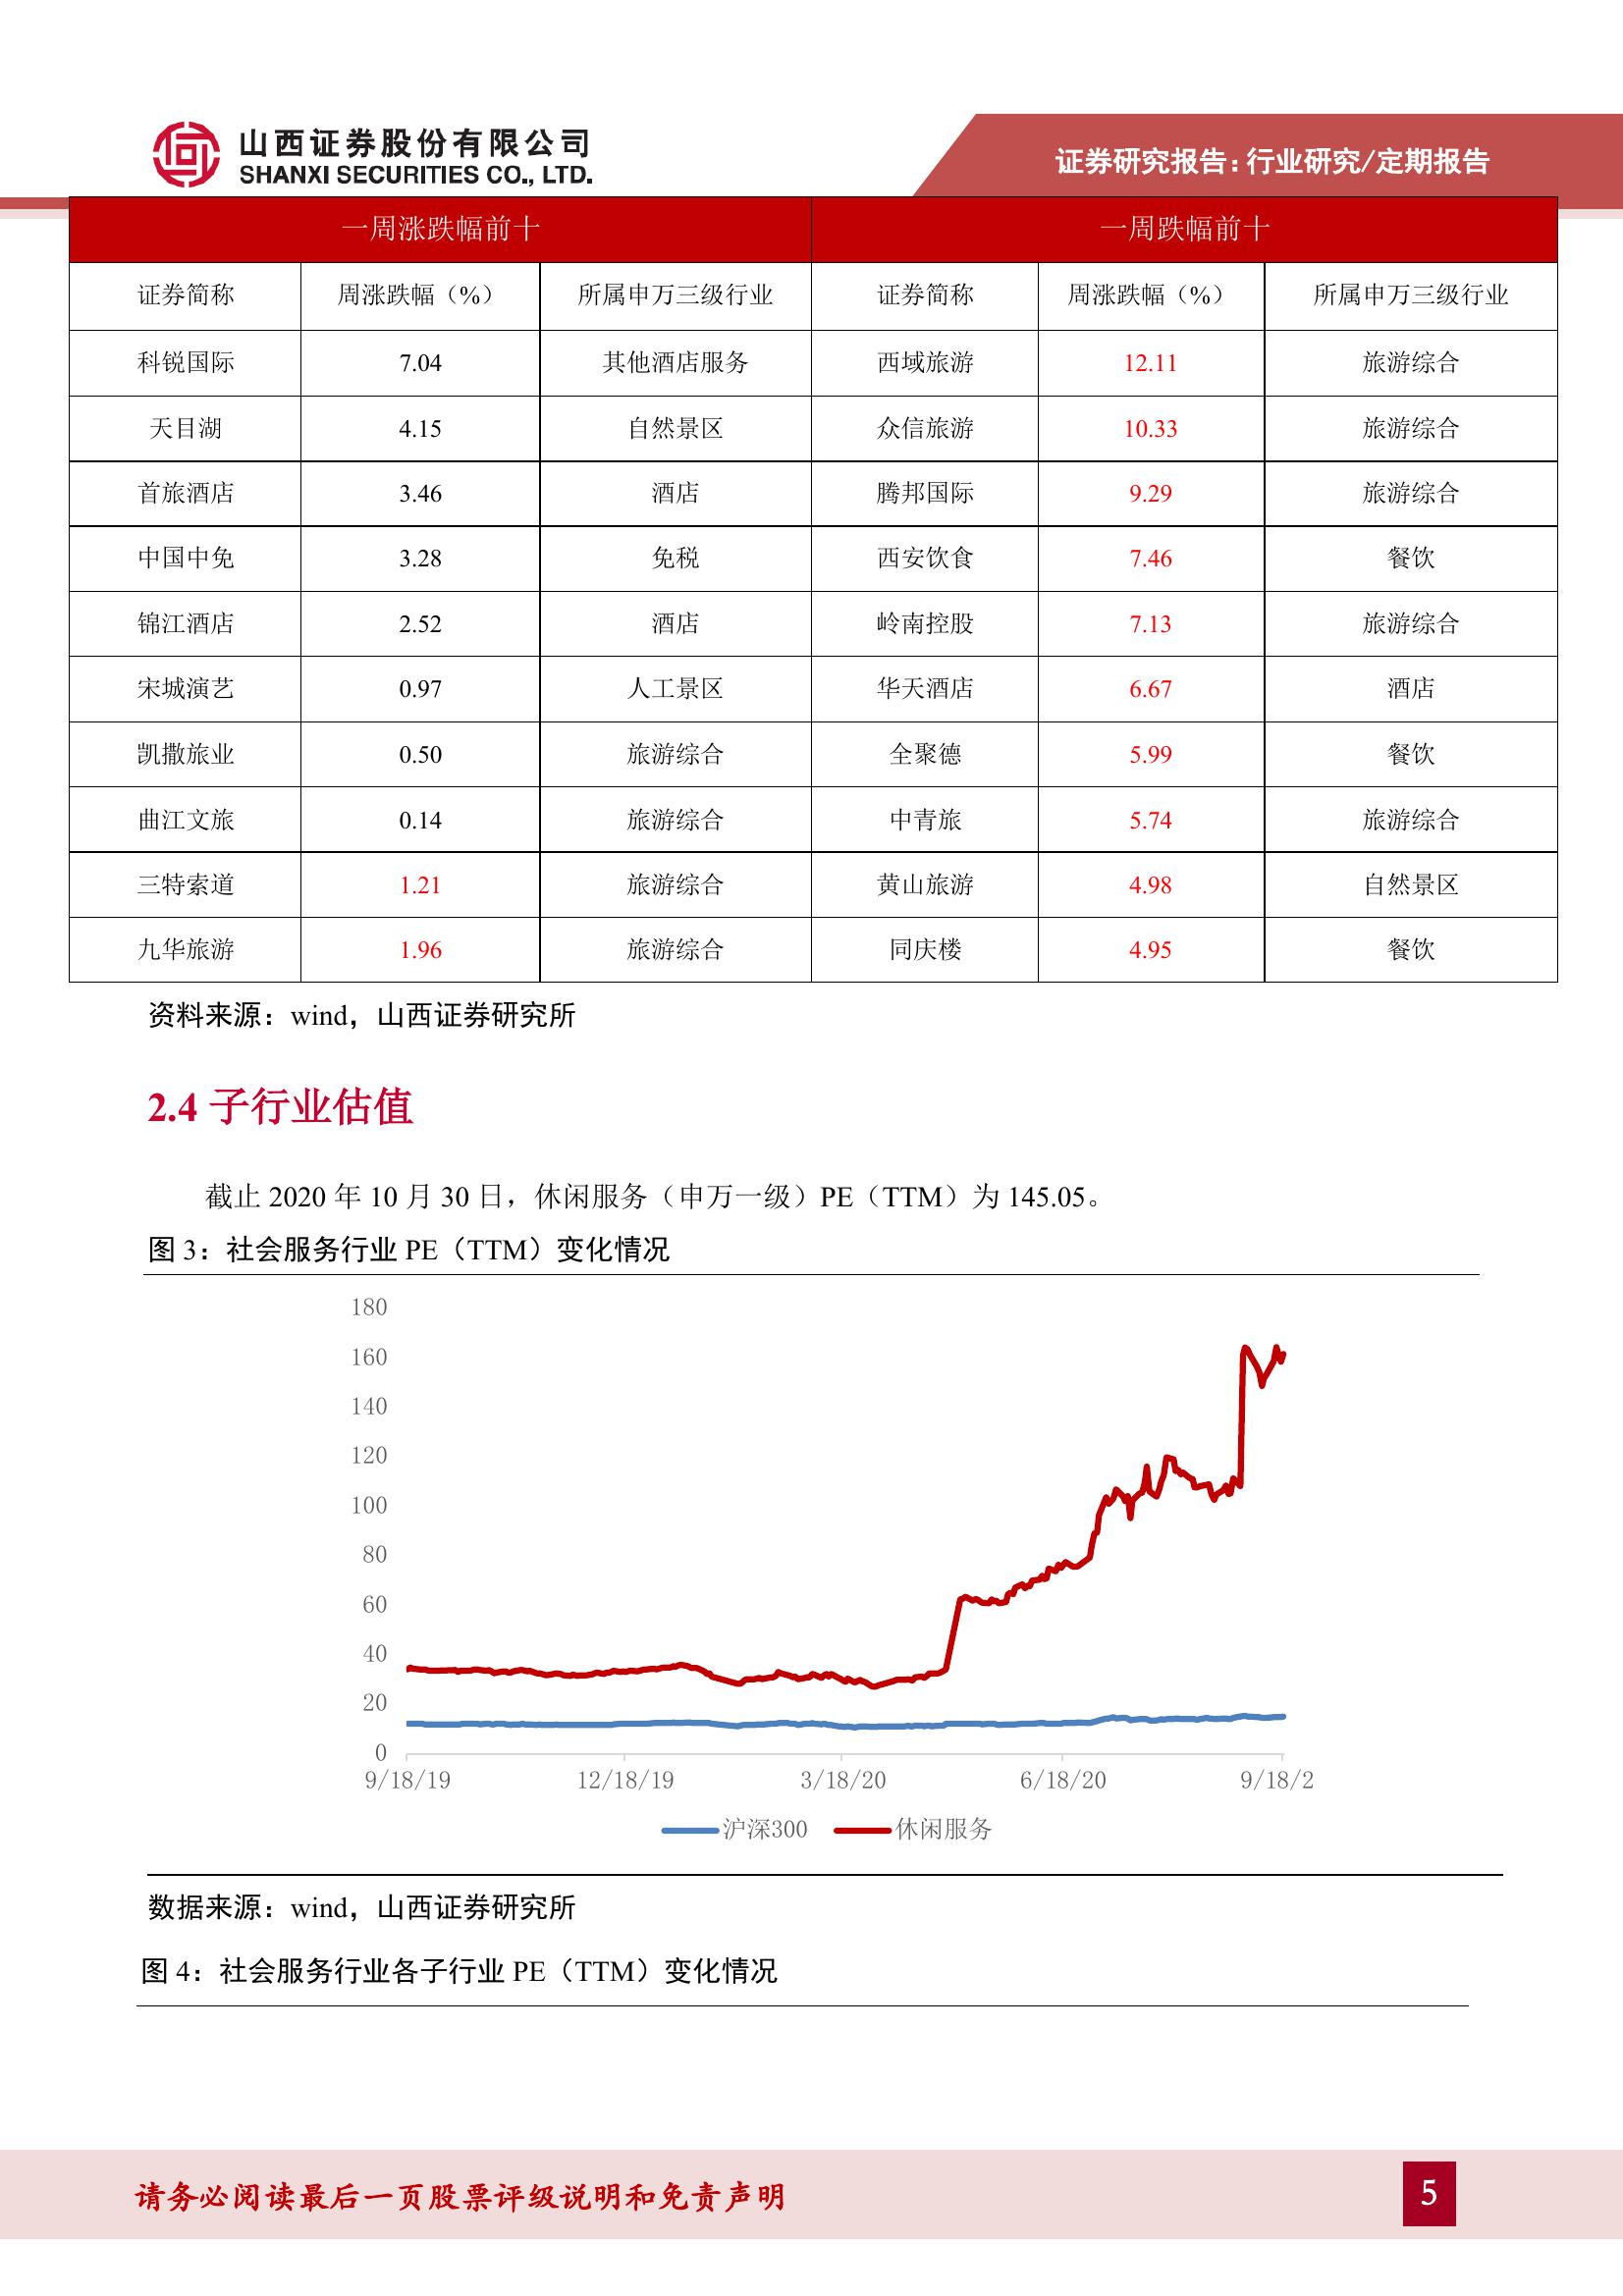 山西证券股份有限公司
SHANXI SECURITIES CO., LTD.
证券研究报告：行业研究/定期报告
一周涨跌幅前十 一周跌幅前十
证券简称 周涨跌幅（%） 所属申万三级行业 证券简称 周涨跌幅（%） 所属申万三级行业
科锐国际 7.04 其他酒店服务 西域旅游 12.11 旅游综合
天目湖 4.15 自然景区 众信旅游 10.33 旅游综合
首旅酒店 3.46 酒店 腾邦国际 9.29 旅游综合
中国中免 3.28 免税 西安饮食 7.46 餐饮
锦江酒店 2.52 酒店 岭南控股 7.13 旅游综合
宋城演艺 0.97 人工景区 华天酒店 6.67 酒店
凯撒旅业 0.50 旅游综合 全聚德 5.99 餐饮
曲江文旅 0.14 旅游综合 中青旅 5.74 旅游综合
三特索道 1.21 旅游综合 黄山旅游 4.98 自然景区
九华旅游 1.96 旅游综合 同庆楼 4.95 餐饮
资料来源：wind，山西证券研究所
2.4 子行业估值
截止 2020 年 10 月 30 日，休闲服务（申万一级）PE（TTM）为 145.05。
图 3：社会服务行业 PE（TTM）变化情况
180
160
140
120
100
80
60
40
20
0
9/18/19 12/18/19 3/18/20 6/18/20 9/18/2
沪深300 休闲服务
数据来源：wind，山西证券研究所
图 4：社会服务行业各子行业 PE（TTM）变化情况
请务必阅读最后一页股票评级说明和免责声明
5